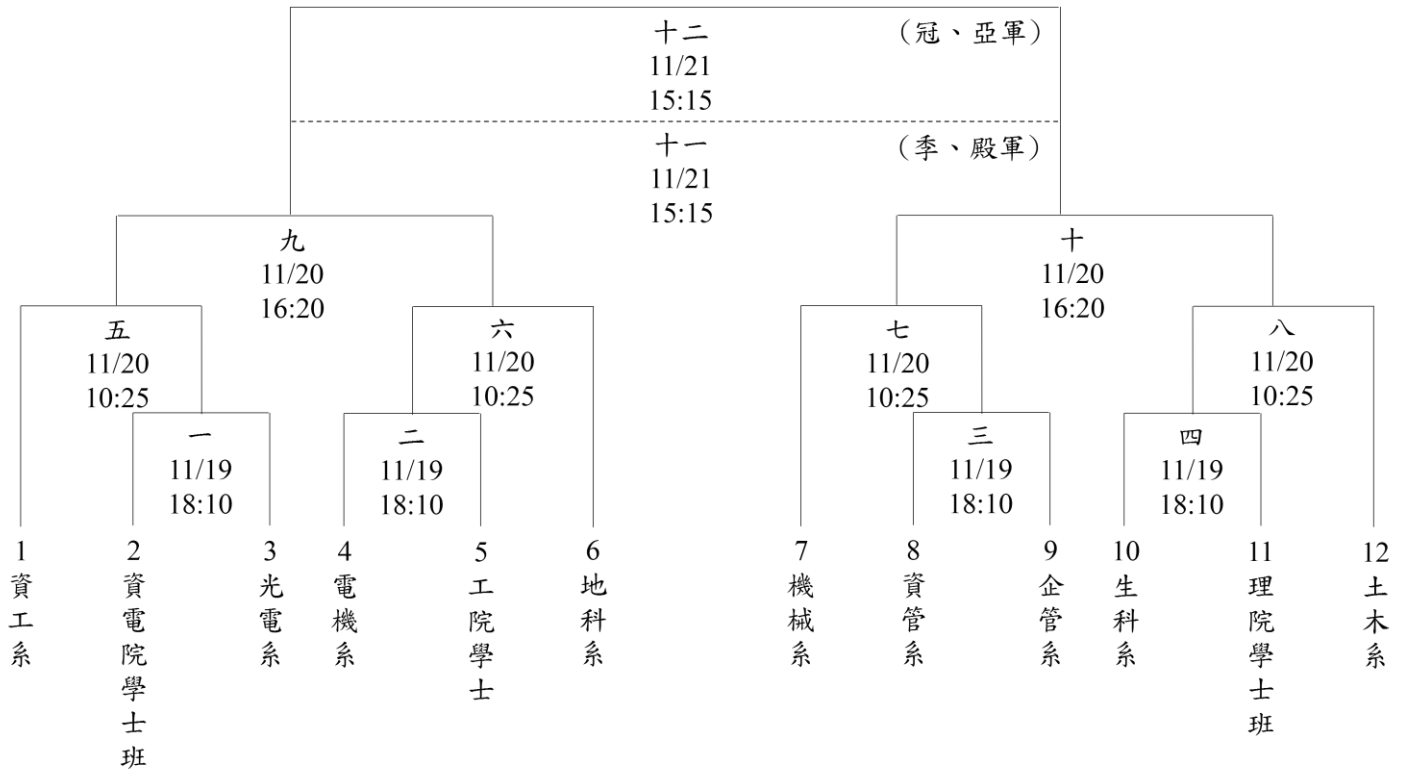 十二
(冠、亞軍)
11/21
15:15
十一
(季、殿軍)
11/21
15:15
九
11/20
16:20
十
11/20
16:20
五
11/20
10:25
六
11/20
10:25
七
11/20
10:25
八
11/20
10:25
一
11/19
18:10
二
11/19
18:10
三
11/19
18:10
四
11/19
18:10
1
資工系
2
資電院學士班
3
光電系
4
電機系
5
工院學士
6
地科系
7
機械系
8
資管系
9
企管系
10
生科系
11
理院學士班
12
土木系